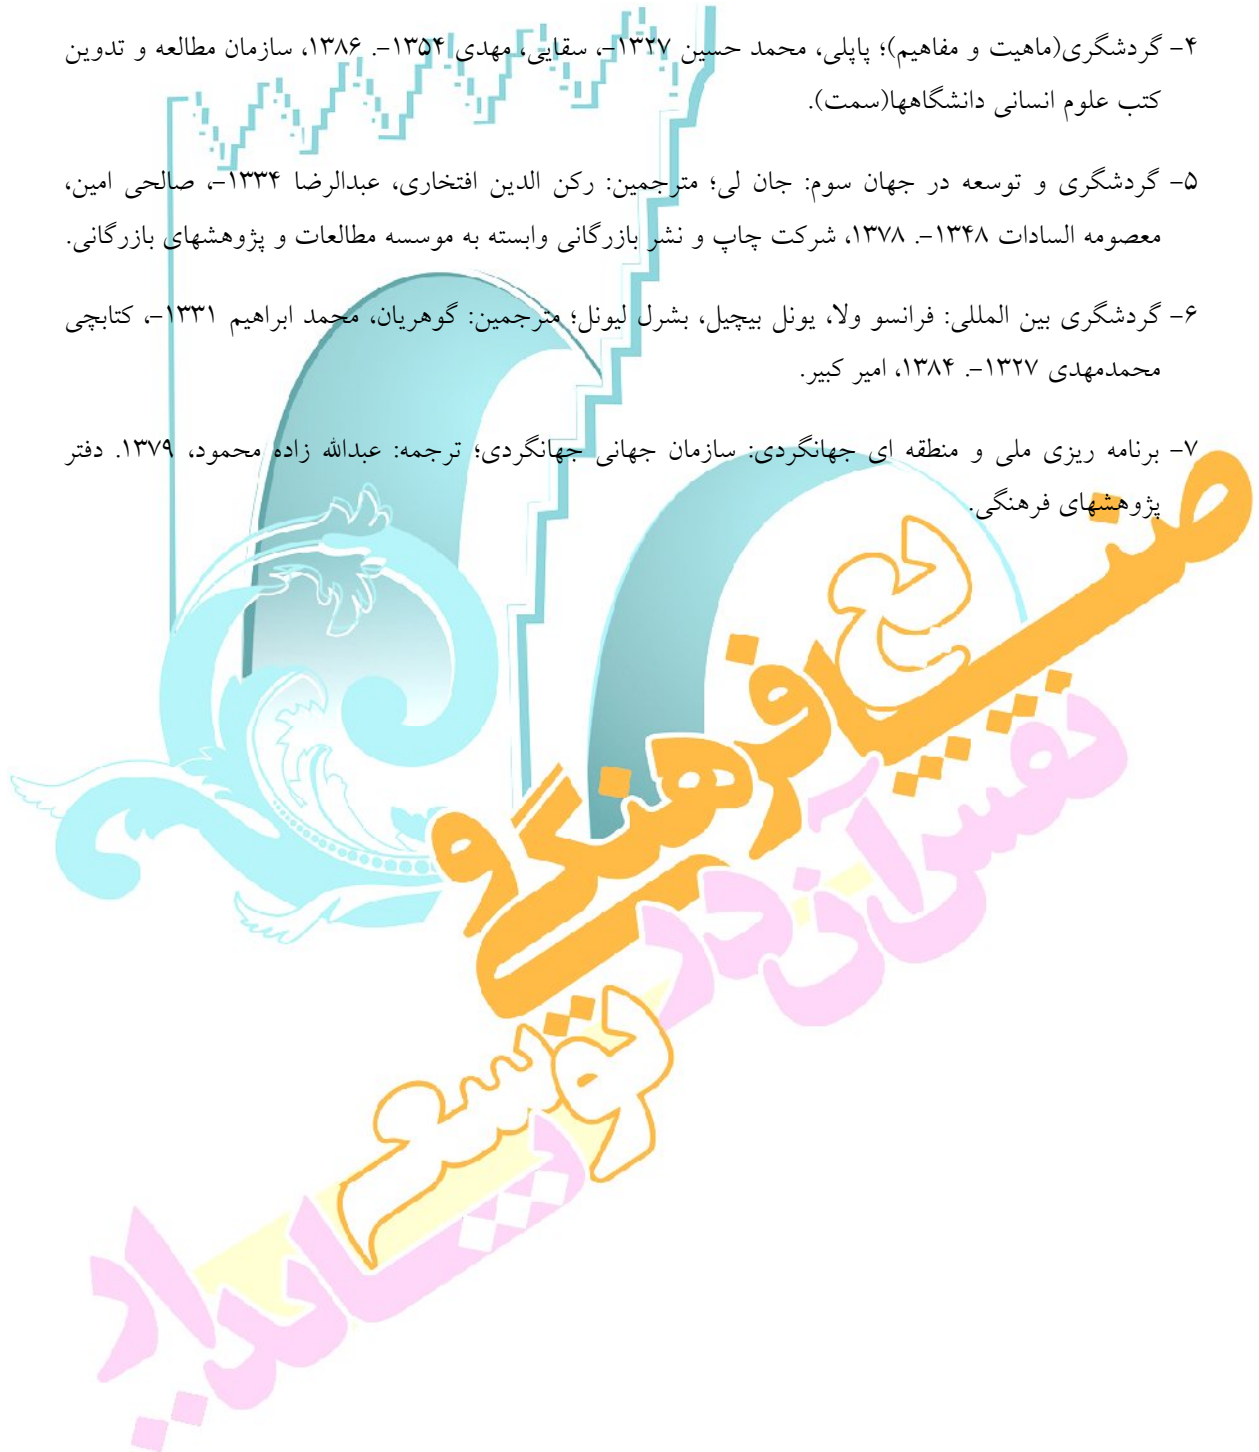 ۴- گردشگری(ماهیت و مفاهیم)؛ پاپلی، محمد حسین ۱۳۲۷-، سقایی، مهدی ۱۳۵۴-. ۱۳۸۶، سازمان مطالعه و تدوین
کتب علوم انسانی دانشگاهها(سمت).
۵- گردشگری و توسعه در جهان سوم: جان لی؛ مترجمین: رکن الدین افتخاری، عبدالرضا ۱۳۳۴-، صالحی امین،
معصومه السادات ۱۳۴۸-. ۱۳۷۸، شرکت چاپ و نشر بازرگانی وابسته به موسسه مطالعات و پژوهشهای بازرگانی.
۶- گردشگری بین المللی: فرانسو ولا، یونل بیچیل، بشرل لیونل؛ مترجمین: گوهریان، محمد ابراهیم ۱۳۳۱-، کتابچی
محمدمهدی ۱۳۲۷-. ۱۳۸۴، امیر کبیر.
۷- برنامه ریزی ملی و منطقه ای جهانگردی: سازمان جهانی جهانگردی؛ ترجمه: عبدالله زاده محمود، ۱۳۷۹. دفتر
پژوهشهای فرهنگی.
صنایع فرهنگی و
نقش آن در
توسعه
پایدار